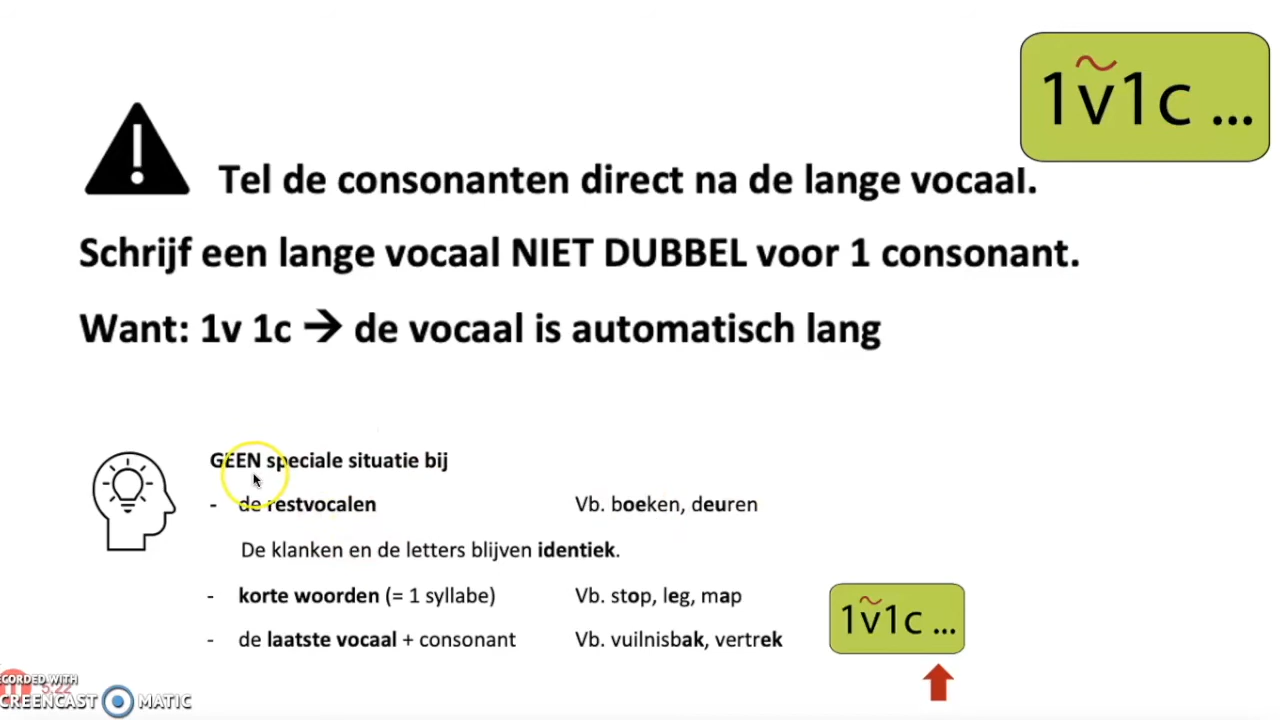 1v1c ...
Tel de consonanten direct na de lange vocaal.
Schrijf een lange vocaal NIET DUBBEL voor 1 consonant.
Want: 1v 1c → de vocaal is automatisch lang
GEEN speciale situatie bij
- de restvocalen Vb. boeken, deuren
De klanken en de letters blijven identiek.
- korte woorden (= 1 syllabe) Vb. stop, leg, map
- de laatste vocaal + consonant Vb. vuilnisbak, vertrek
1v1c ...
RECORDED WITH
5:22
SCREENCAST MATIC